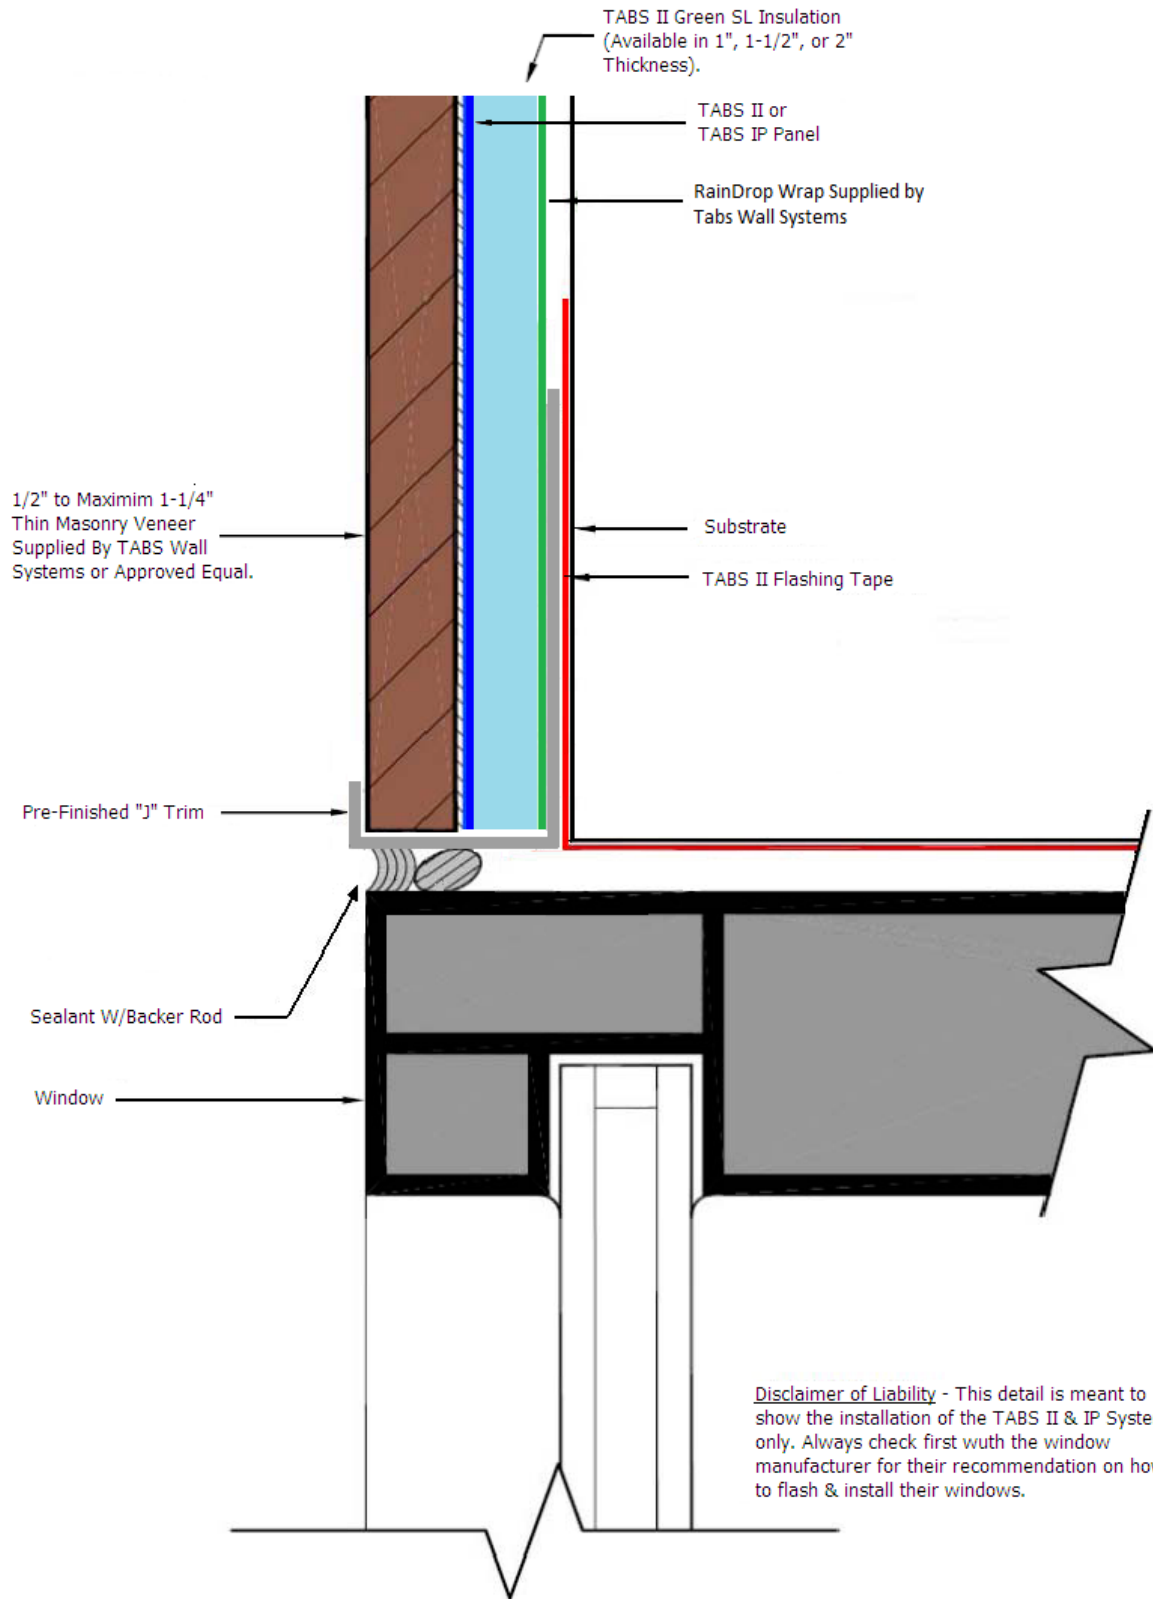 TABS II Green SL Insulation
(Available in 1", 1-1/2", or 2"
Thickness).
TABS II or
TABS IP Panel
RainDrop Wrap Supplied by
Tabs Wall Systems
1/2" to Maximim 1-1/4"
Thin Masonry Veneer
Supplied By TABS Wall
Systems or Approved Equal.
Substrate
TABS II Flashing Tape
Pre-Finished "J" Trim
Sealant W/Backer Rod
Window
Disclaimer of Liability - This detail is meant to
show the installation of the TABS II & IP Syste
only. Always check first wuth the window
manufacturer for their recommendation on ho
to flash & install their windows.